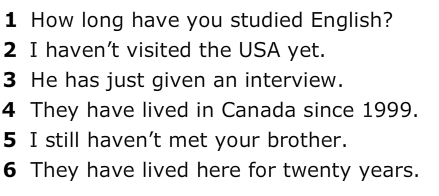 1 How long have you studied English?
2 I haven’t visited the USA yet.
3 He has just given an interview.
4 They have lived in Canada since 1999.
5 I still haven’t met your brother.
6 They have lived here for twenty years.